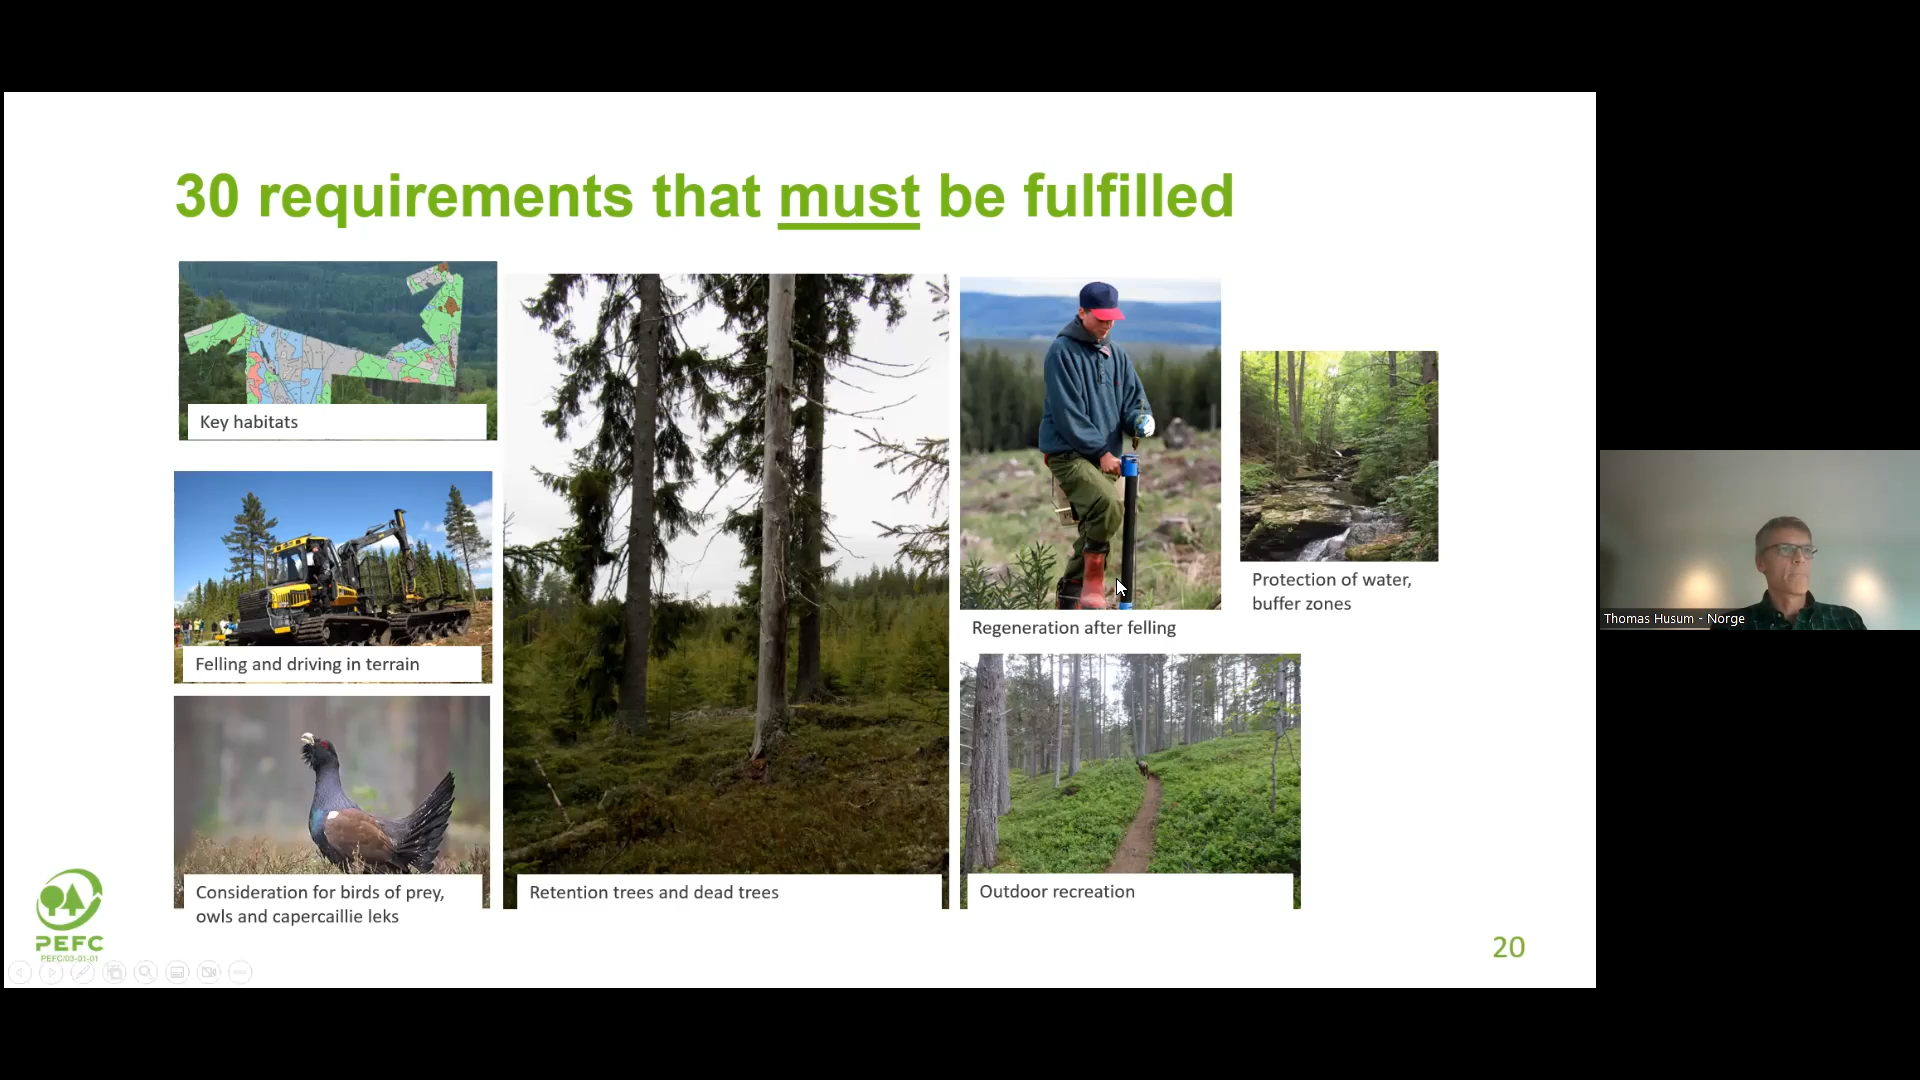 30 requirements that must be fulfilled
Key habitats
Felling and driving in terrain
Consideration for birds of prey,
owls and capercaillie leks
Retention trees and dead trees
Regeneration after felling
Protection of water,
buffer zones
Outdoor recreation
PEFC
PEFC/03-01-01
20
Thomas Husum - Norge